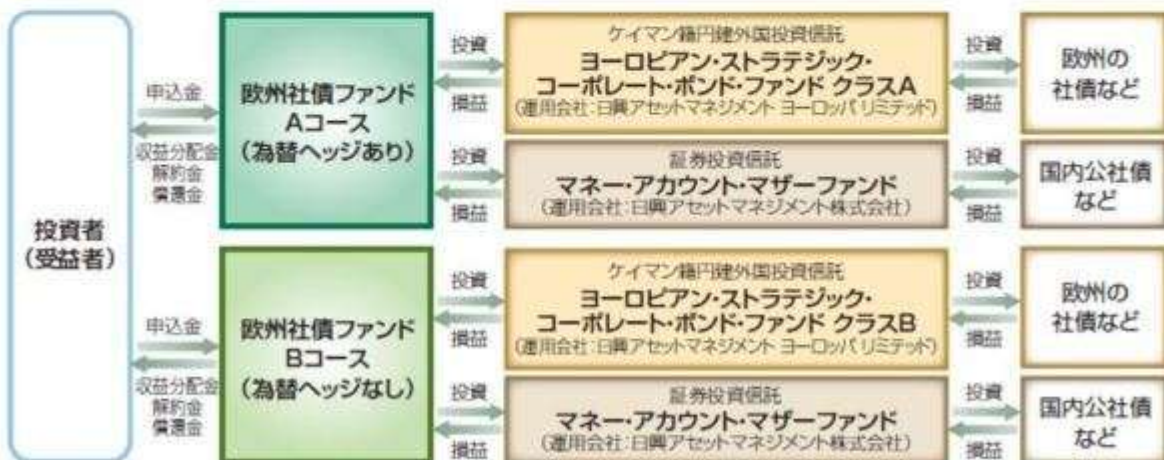 投資者
(受益者)
申込金
収益分配金
解約金
償還金
欧州社債ファンド
Aコース
(為替ヘッジあり)
投資
損益
ケイマン籍円建外国投資信託
ヨーロピアン・ストラテジック・
コーポレート・ボンド・ファンド クラスA
(運用会社:日興アセットマネジメント ヨーロッパ リミテッド)
投資
損益
欧州の
社債など
投資
損益
証券投資信託
マネー・アカウント・マザーファンド
(運用会社:日興アセットマネジメント株式会社)
投資
損益
国内公社債
など
申込金
収益分配金
解約金
償還金
欧州社債ファンド
Bコース
(為替ヘッジなし)
投資
損益
ケイマン籍円建外国投資信託
ヨーロピアン・ストラテジック・
コーポレート・ボンド・ファンド クラスB
(運用会社:日興アセットマネジメント ヨーロッパ リミテッド)
投資
損益
欧州の
社債など
投資
損益
証券投資信託
マネー・アカウント・マザーファンド
(運用会社:日興アセットマネジメント株式会社)
投資
損益
国内公社債
など